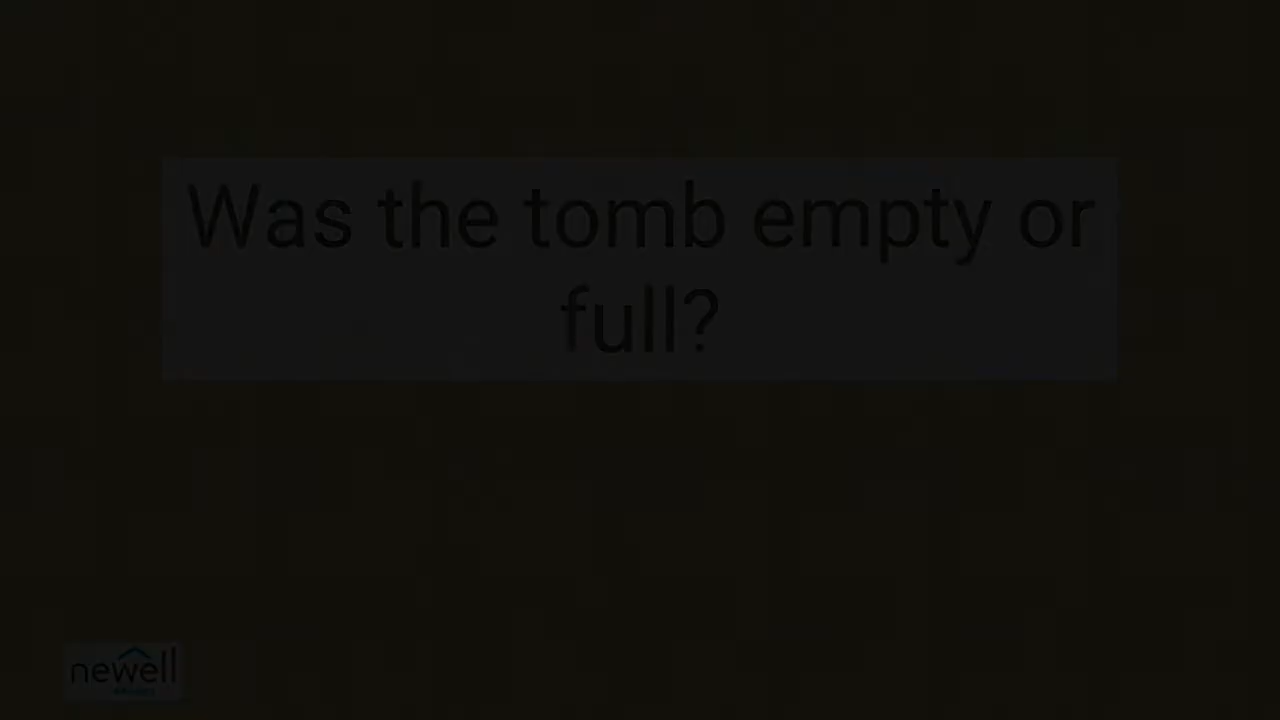 Was the tomb empty or
full?
newell